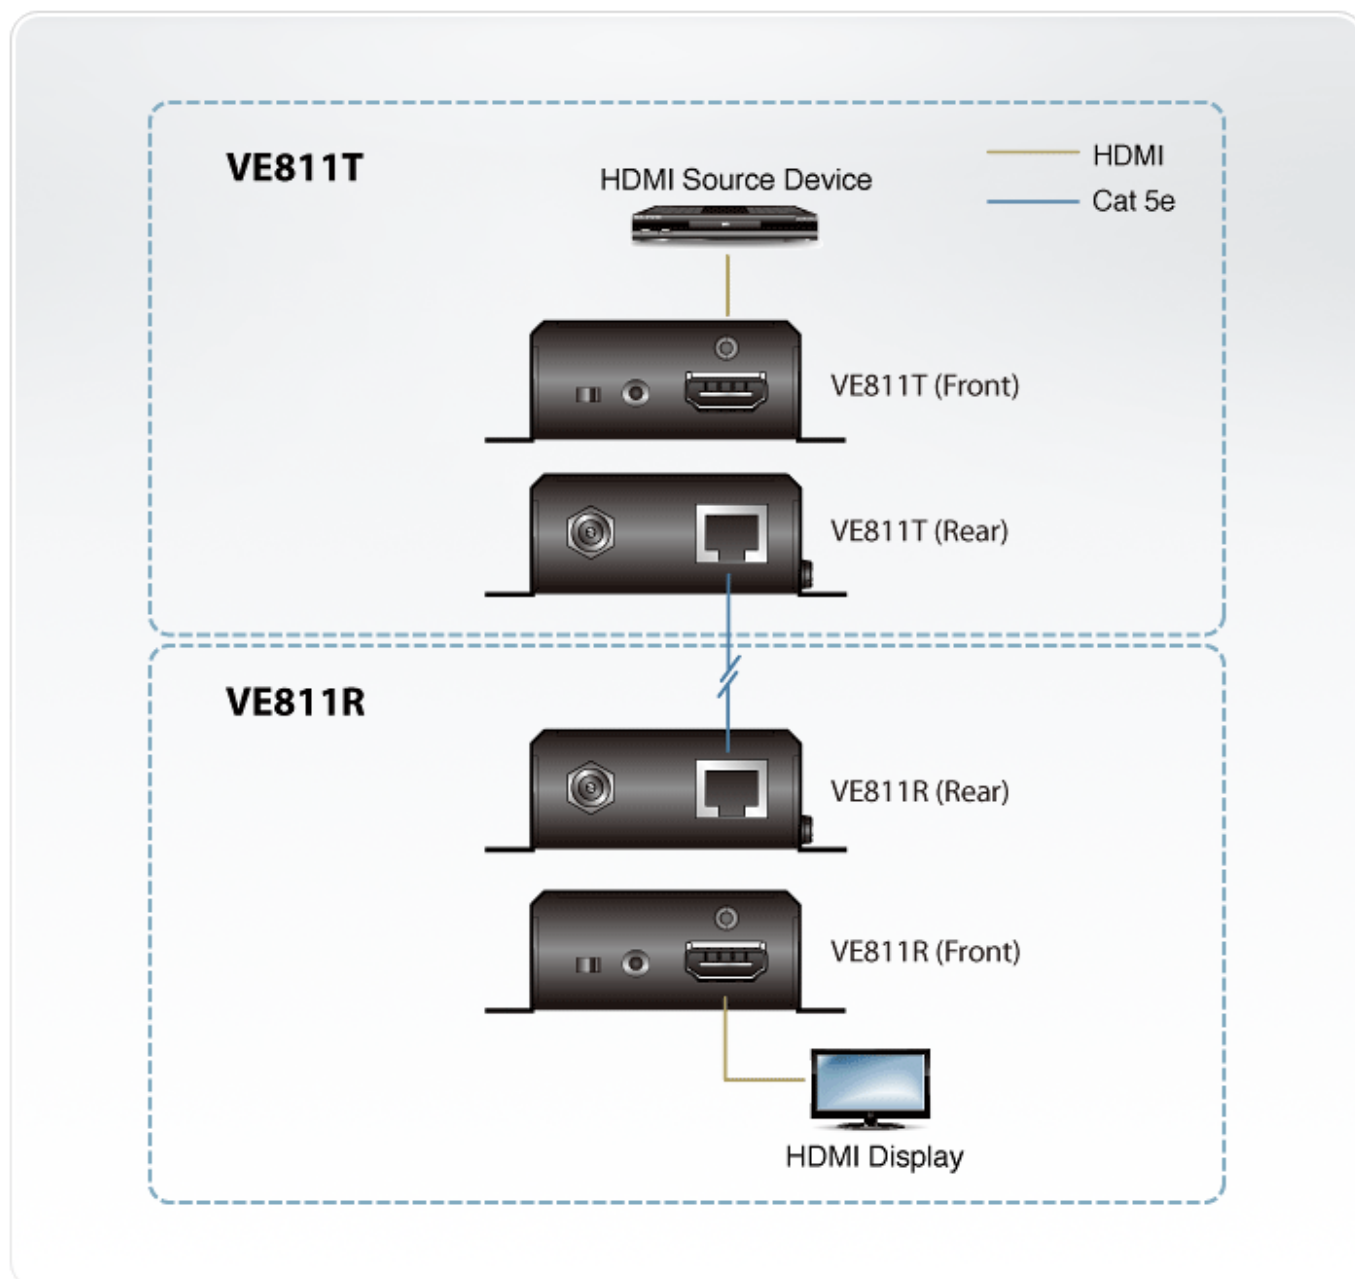 VE811T
HDMI Source Device
HDMI
Cat 5e
VE811T (Front)
VE811T (Rear)
VE811R
VE811R (Rear)
VE811R (Front)
HDMI Display